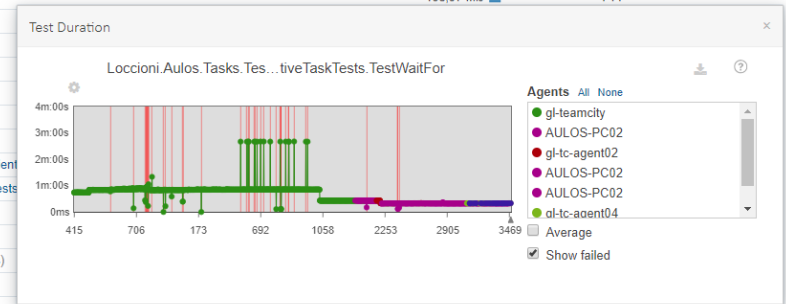 Test Duration
×
Loccioni.Aulos.Tasks.Tes...tiveTaskTests.TestWaitFor
Agents All None
4m:00s
3m:00s
2m:00s
1m:00s
0ms
415 706 173 692 1058 2253 2905 3469
gl-teamcity
AULOS-PC02
gl-tc-agent02
AULOS-PC02
AULOS-PC02
gl-tc-agent04
Average
Show failed